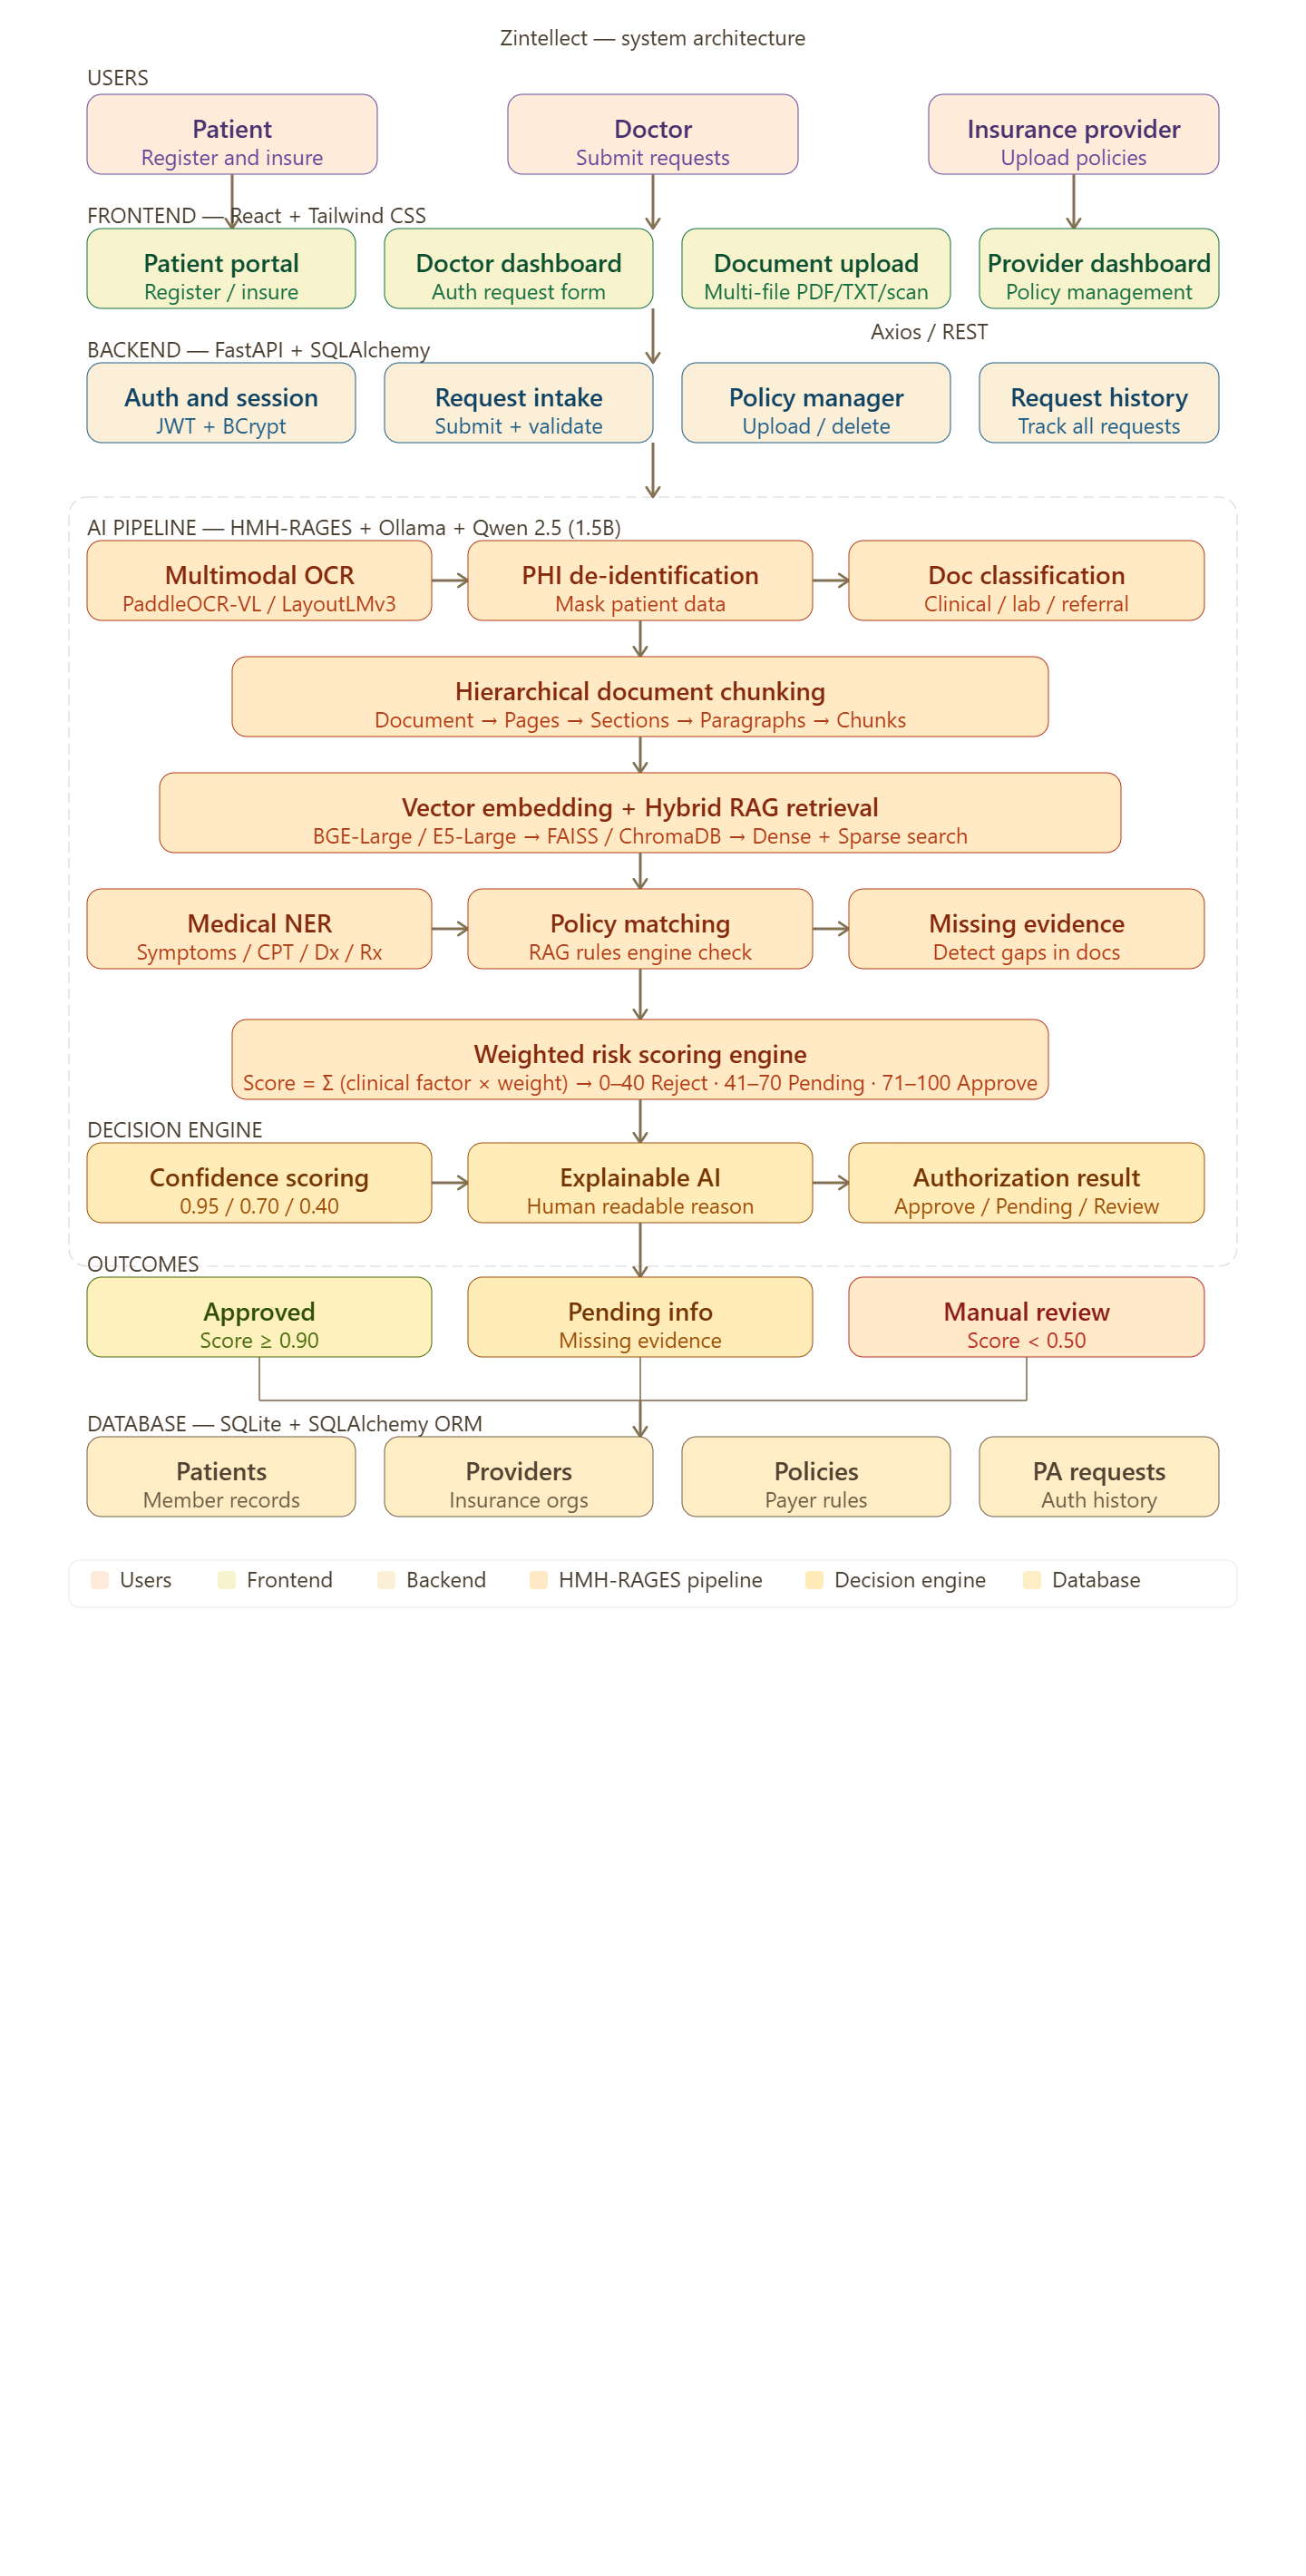 Zintellect — system architecture
USERS
Patient
Register and insure
Doctor
Submit requests
Insurance provider
Upload policies
FRONTEND — React + Tailwind CSS
Patient portal
Register / insure
Doctor dashboard
Auth request form
Document upload
Multi-file PDF/TXT/scan
Provider dashboard
Policy management
Axios / REST
BACKEND — FastAPI + SQLAlchemy
Auth and session
JWT + BCrypt
Request intake
Submit + validate
Policy manager
Upload / delete
Request history
Track all requests
AI PIPELINE — HMH-RAGES + Ollama + Qwen 2.5 (1.5B)
Multimodal OCR
PaddleOCR-VL / LayoutLMv3
PHI de-identification
Mask patient data
Doc classification
Clinical / lab / referral
Hierarchical document chunking
Document → Pages → Sections → Paragraphs → Chunks
Vector embedding + Hybrid RAG retrieval
BGE-Large / E5-Large → FAISS / ChromaDB → Dense + Sparse search
Medical NER
Symptoms / CPT / Dx / Rx
Policy matching
RAG rules engine check
Missing evidence
Detect gaps in docs
Weighted risk scoring engine
Score = Σ (clinical factor × weight) → 0–40 Reject · 41–70 Pending · 71–100 Approve
DECISION ENGINE
Confidence scoring
0.95 / 0.70 / 0.40
Explainable AI
Human readable reason
Authorization result
Approve / Pending / Review
OUTCOMES
Approved
Score ≥ 0.90
Pending info
Missing evidence
Manual review
Score < 0.50
DATABASE — SQLite + SQLAlchemy ORM
Patients
Member records
Providers
Insurance orgs
Policies
Payer rules
PA requests
Auth history
Users
Frontend
Backend
HMH-RAGES pipeline
Decision engine
Database